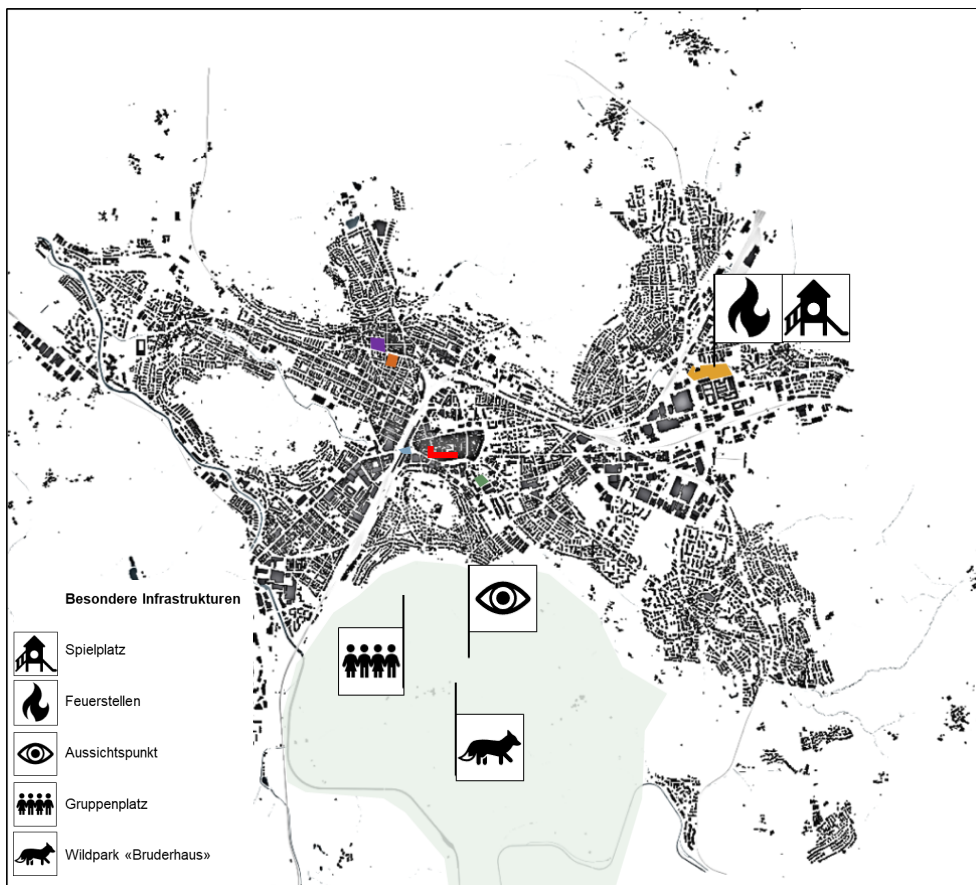 Besondere Infrastrukturen
Spielplatz
Feuerstellen
Aussichtspunkt
Gruppenplatz
Wildpark «Bruderhaus»